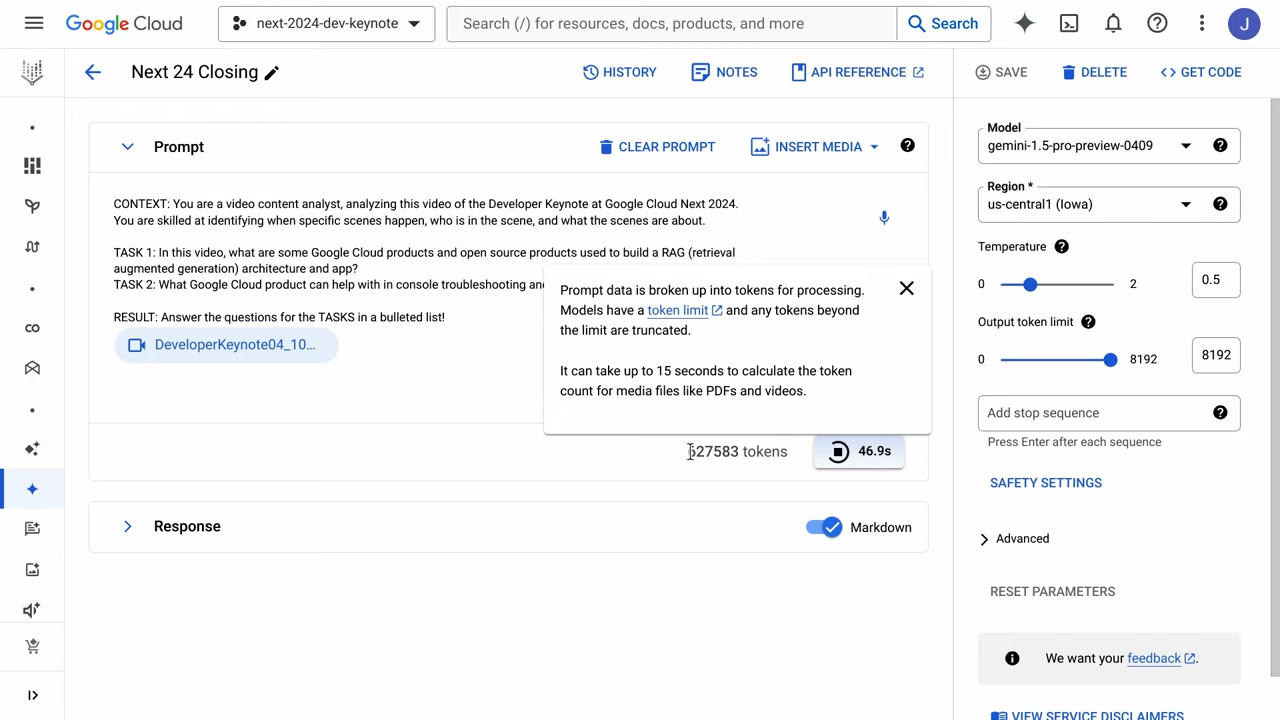 Google Cloud
next-2024-dev-keynote
Search (/) for resources, docs, products, and more
Search
J
Next 24 Closing
HISTORY
NOTES
API REFERENCE
SAVE
DELETE
GET CODE
Prompt
CLEAR PROMPT
INSERT MEDIA
CONTEXT: You are a video content analyst, analyzing this video of the Developer Keynote at Google Cloud Next 2024.
You are skilled at identifying when specific scenes happen, who is in the scene, and what the scenes are about.
TASK 1: In this video, what are some Google Cloud products and open source products used to build a RAG (retrieval
augmented generation) architecture and app?
TASK 2: What Google Cloud product can help with in console troubleshooting and
RESULT: Answer the questions for the TASKS in a bulleted list!
DeveloperKeynote04_10...
Prompt data is broken up into tokens for processing.
Models have a token limit and any tokens beyond
the limit are truncated.
It can take up to 15 seconds to calculate the token
count for media files like PDFs and videos.
tokens
46.9s
Response
Markdown
Model
gemini-1.5-pro-preview-0409
Region *
us-central1 (Iowa)
Temperature
0
2
0.5
Output token limit
0
8192
8192
Add stop sequence
Press Enter after each sequence
SAFETY SETTINGS
Advanced
RESET PARAMETERS
We want your feedback.
VIEW SERVICE DISCLAIMERS